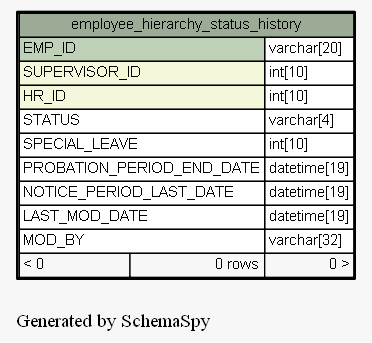 employee_hierarchy_status_history
EMP_ID varchar[20]
SUPERVISOR_ID int[10]
HR_ID int[10]
STATUS varchar[4]
SPECIAL_LEAVE int[10]
PROBATION_PERIOD_END_DATE datetime[19]
NOTICE_PERIOD_LAST_DATE datetime[19]
LAST_MOD_DATE datetime[19]
MOD_BY varchar[32]
< 0 0 rows 0 >
Generated by SchemaSpy